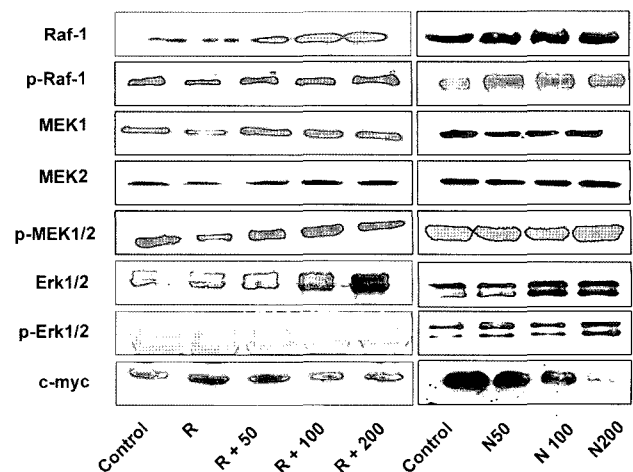 Raf-1
p-Raf-1
MEK1
MEK2
p-MEK1/2
Erk1/2
p-Erk1/2
c-myc
Control R R + 50 R + 100 R + 200 Control N50 N 100 N200